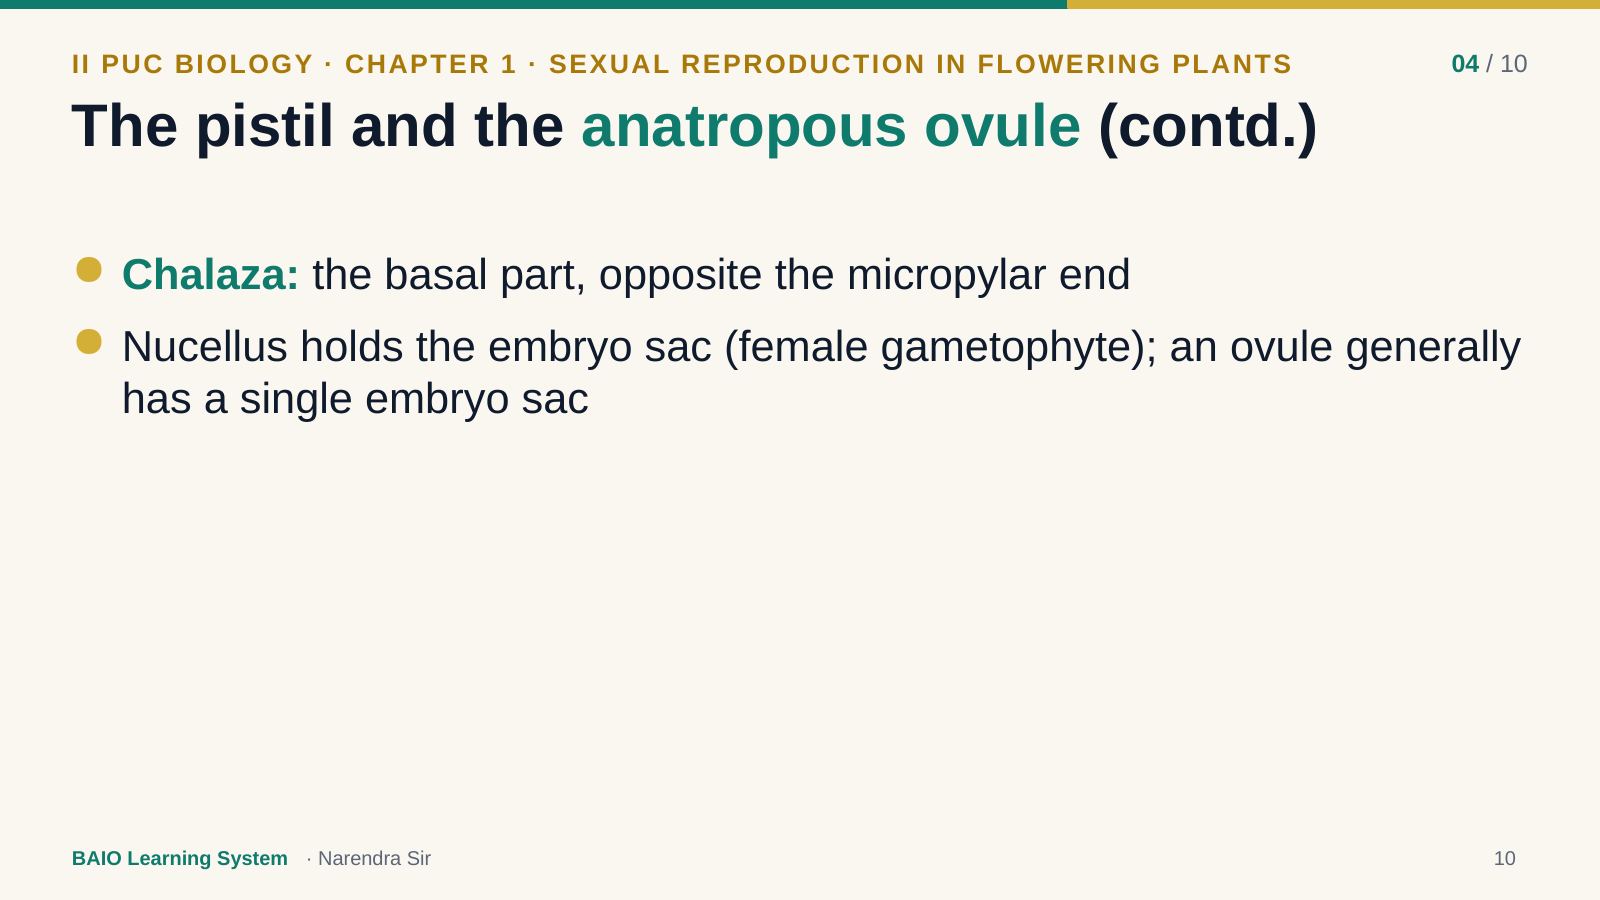 II PUC BIOLOGY · CHAPTER 1 · SEXUAL REPRODUCTION IN FLOWERING PLANTS
04 / 10
The pistil and the anatropous ovule (contd.)
Chalaza: the basal part, opposite the micropylar end
Nucellus holds the embryo sac (female gametophyte); an ovule generally
has a single embryo sac
BAIO Learning System · Narendra Sir
10